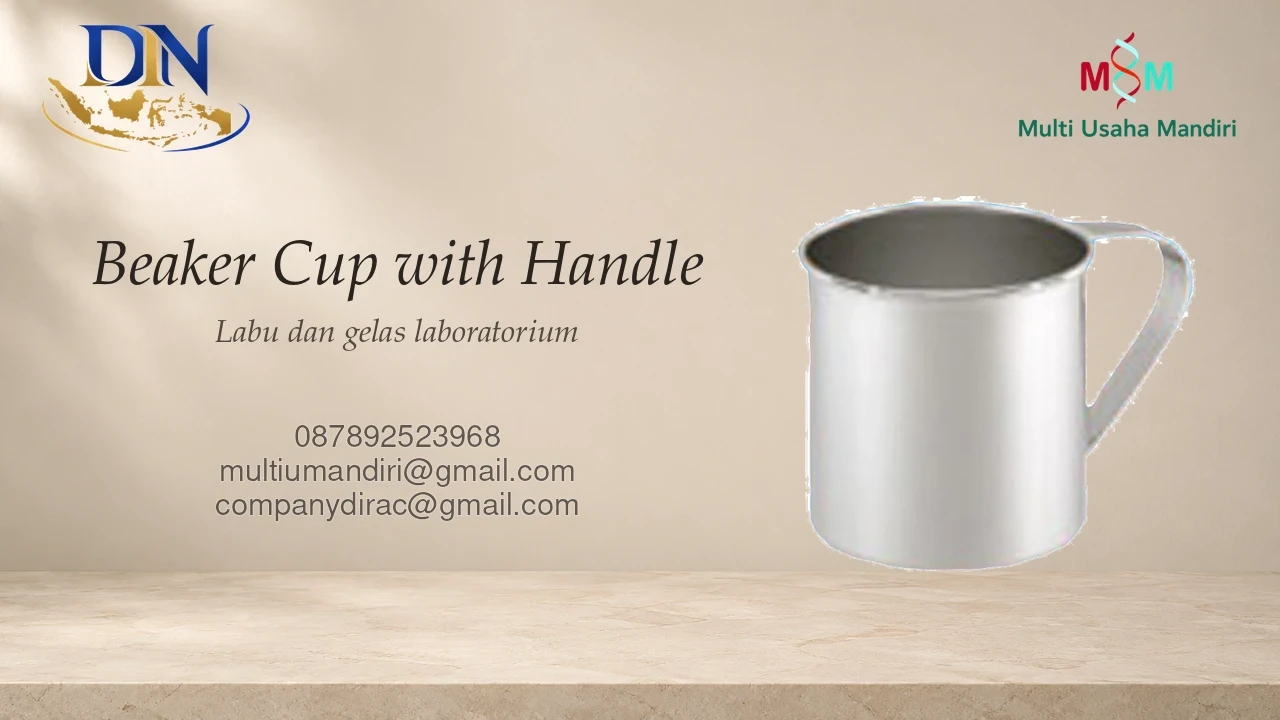 DN
M M
Multi Usaha Mandiri
Beaker Cup with Handle
Labu dan gelas laboratorium
087892523968
multiumandiri@gmail.com
companydirac@gmail.com